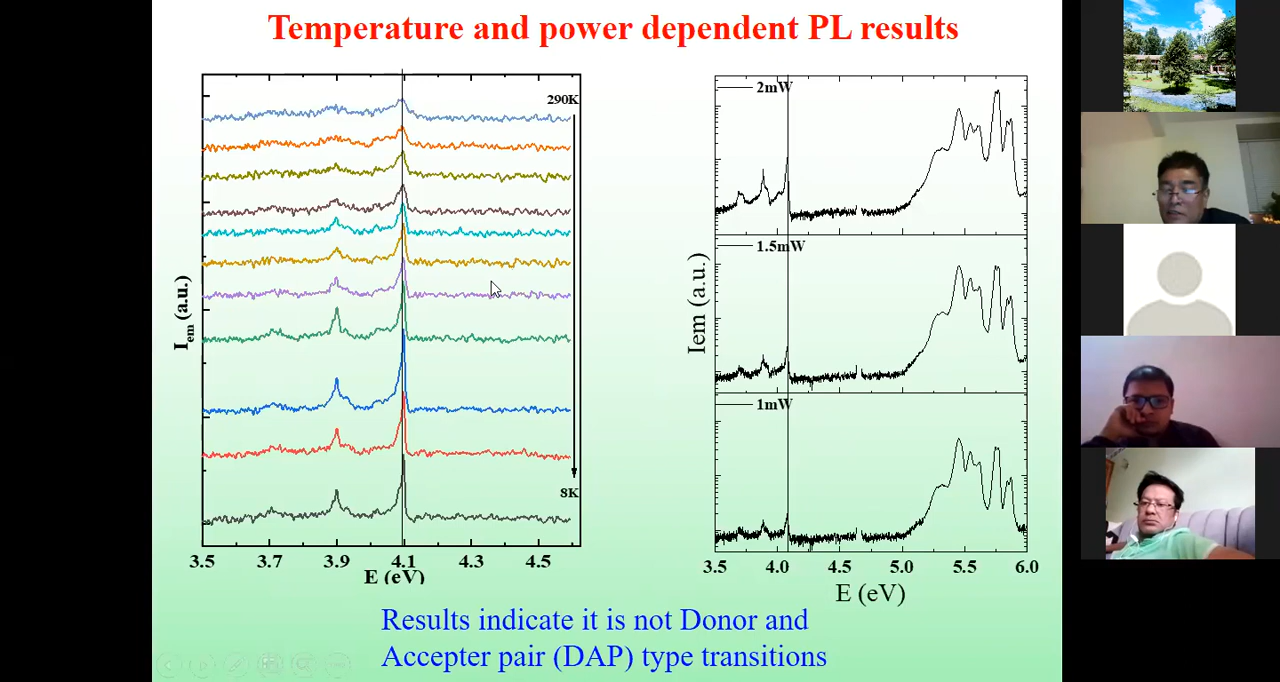 Temperature and power dependent PL results
290K
8K
I_em (a.u.)
3.5 3.7 3.9 4.1 4.3 4.5
E (eV)
2mW
1.5mW
1mW
Iem (a.u.)
3.5 4.0 4.5 5.0 5.5 6.0
E (eV)
Results indicate it is not Donor and
Accepter pair (DAP) type transitions